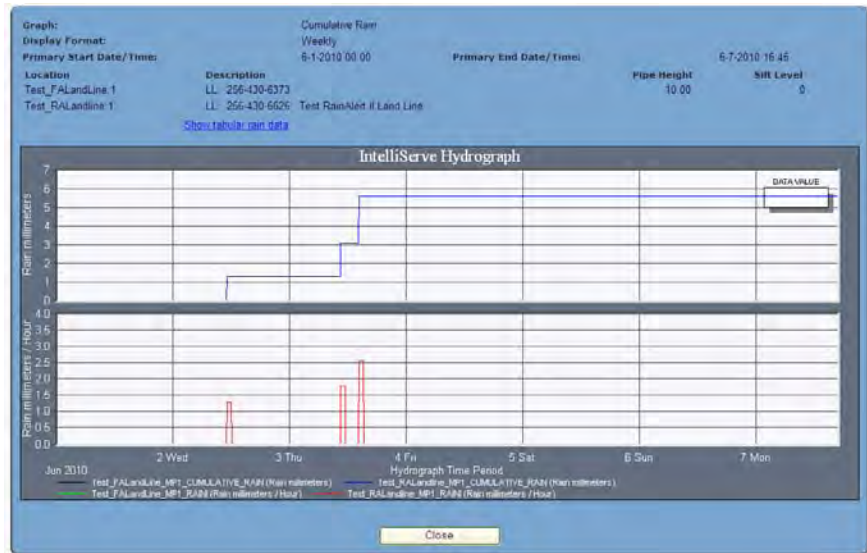 Graph: Cumulative Rain
Display Format: Weekly
Primary Start Date/Time: 6-1-2010 00:00 Primary End Date/Time: 6-7-2010 16:45
Location Description Pipe Height Silt Level
Test_FALandLine:1 LL: 256-430-6373 10.00 0
Test_RALandline:1 LL: 256-430-6626 Test RainAlert II Land Line
Show tabular rain data
IntelliServe Hydrograph
DATA VALUE
Rain millimeters
7
6
5
4
3
2
1
0
Rain millimeters / Hour
4.0
3.5
3.0
2.5
2.0
1.5
1.0
0.5
0.0
2 Wed 3 Thu 4 Fri 5 Sat 6 Sun 7 Mon
Jun 2010 Hydrograph Time Period
Test_FALandLine_MP1_CUMULATIVE_RAIN (Rain millimeters) Test_RALandline_MP1_CUMULATIVE_RAIN (Rain millimeters)
Test_FALandLine_MP1_RAINI (Rain millimeters / Hour) Test_RALandline_MP1_RAINI (Rain millimeters / Hour)
Close